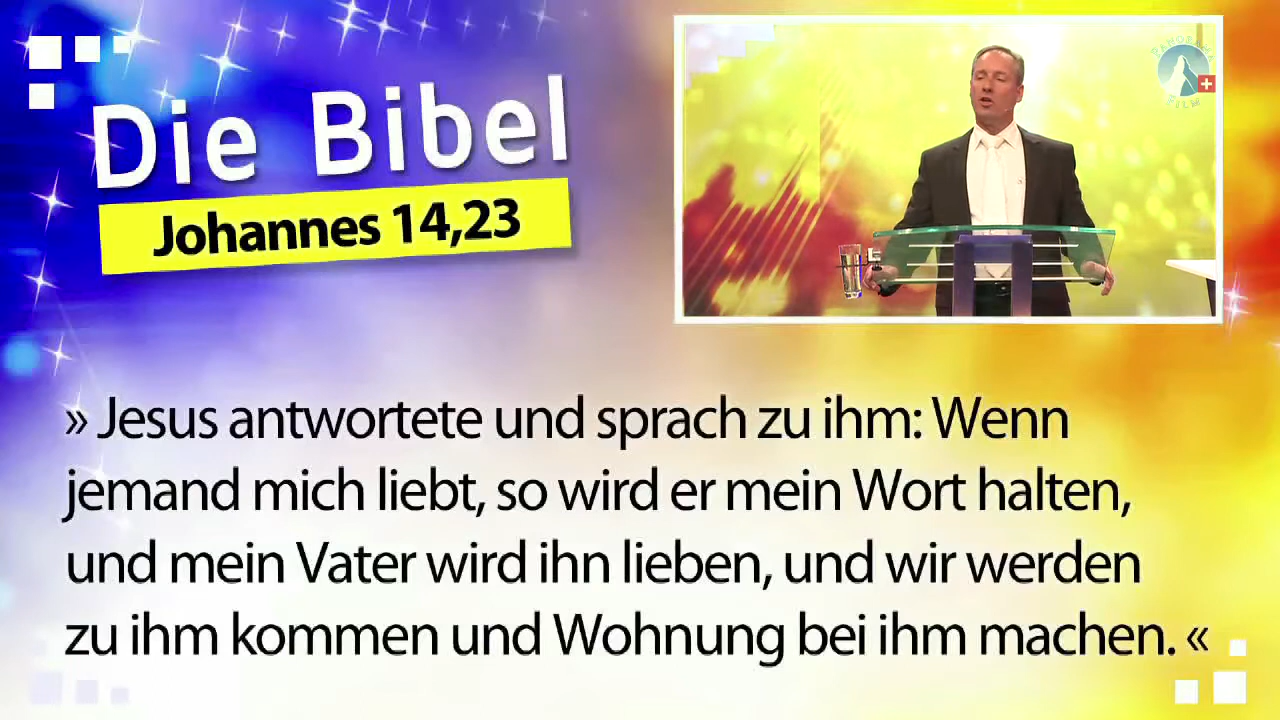 Die Bibel
Johannes 14,23
PANORAMA
FILM
» Jesus antwortete und sprach zu ihm: Wenn
jemand mich liebt, so wird er mein Wort halten,
und mein Vater wird ihn lieben, und wir werden
zu ihm kommen und Wohnung bei ihm machen. «